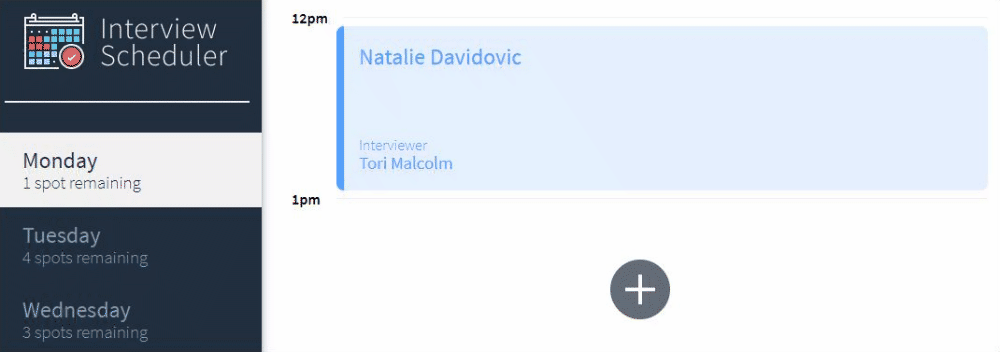 Interview
Scheduler
Monday
1 spot remaining
Tuesday
4 spots remaining
Wednesday
3 spots remaining
12pm
Natalie Davidovic
Interviewer
Tori Malcolm
1pm